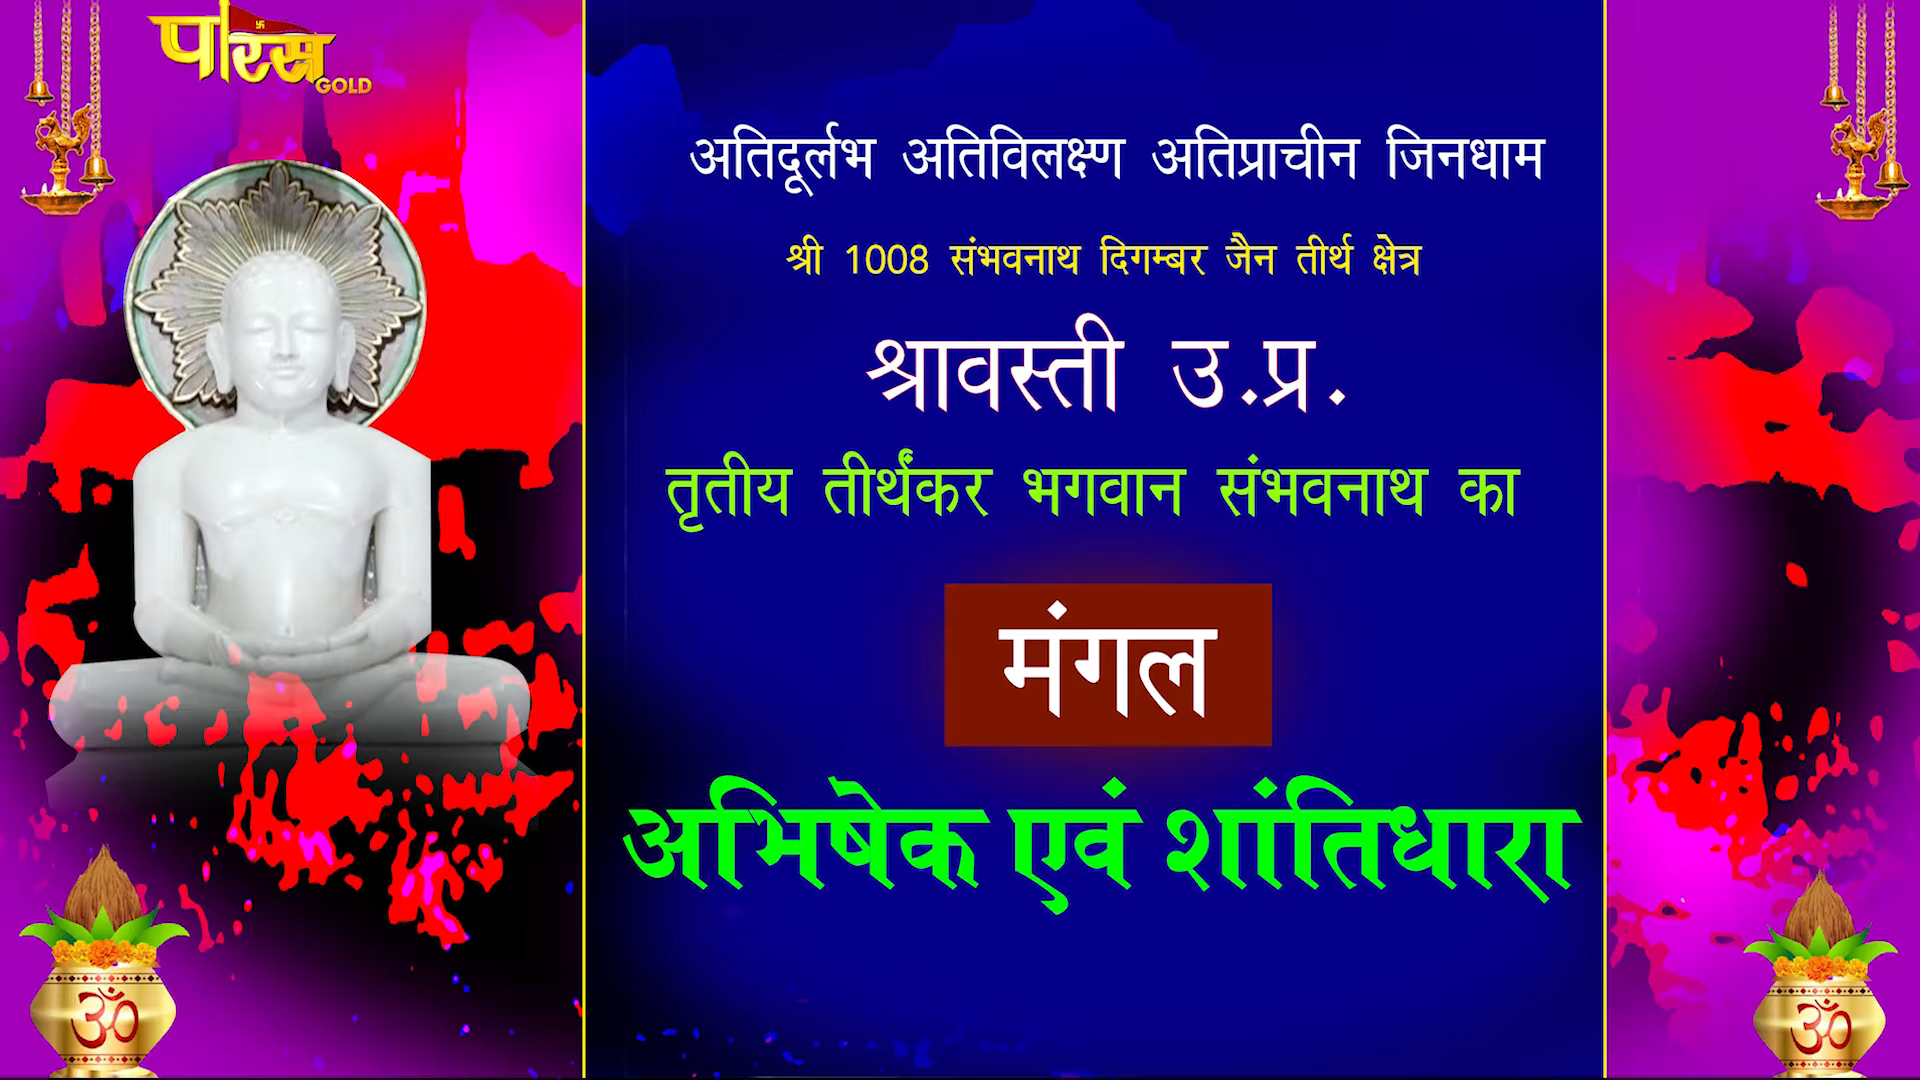 पारस
GOLD
अतिदूर्लभ अतिविलक्ष्ण अतिप्राचीन जिनधाम
श्री 1008 संभवनाथ दिगम्बर जैन तीर्थ क्षेत्र
श्रावस्ती उ.प्र.
तृतीय तीर्थंकर भगवान संभवनाथ का
मंगल
अभिषेक एवं शांतिधारा
ॐ
ॐ